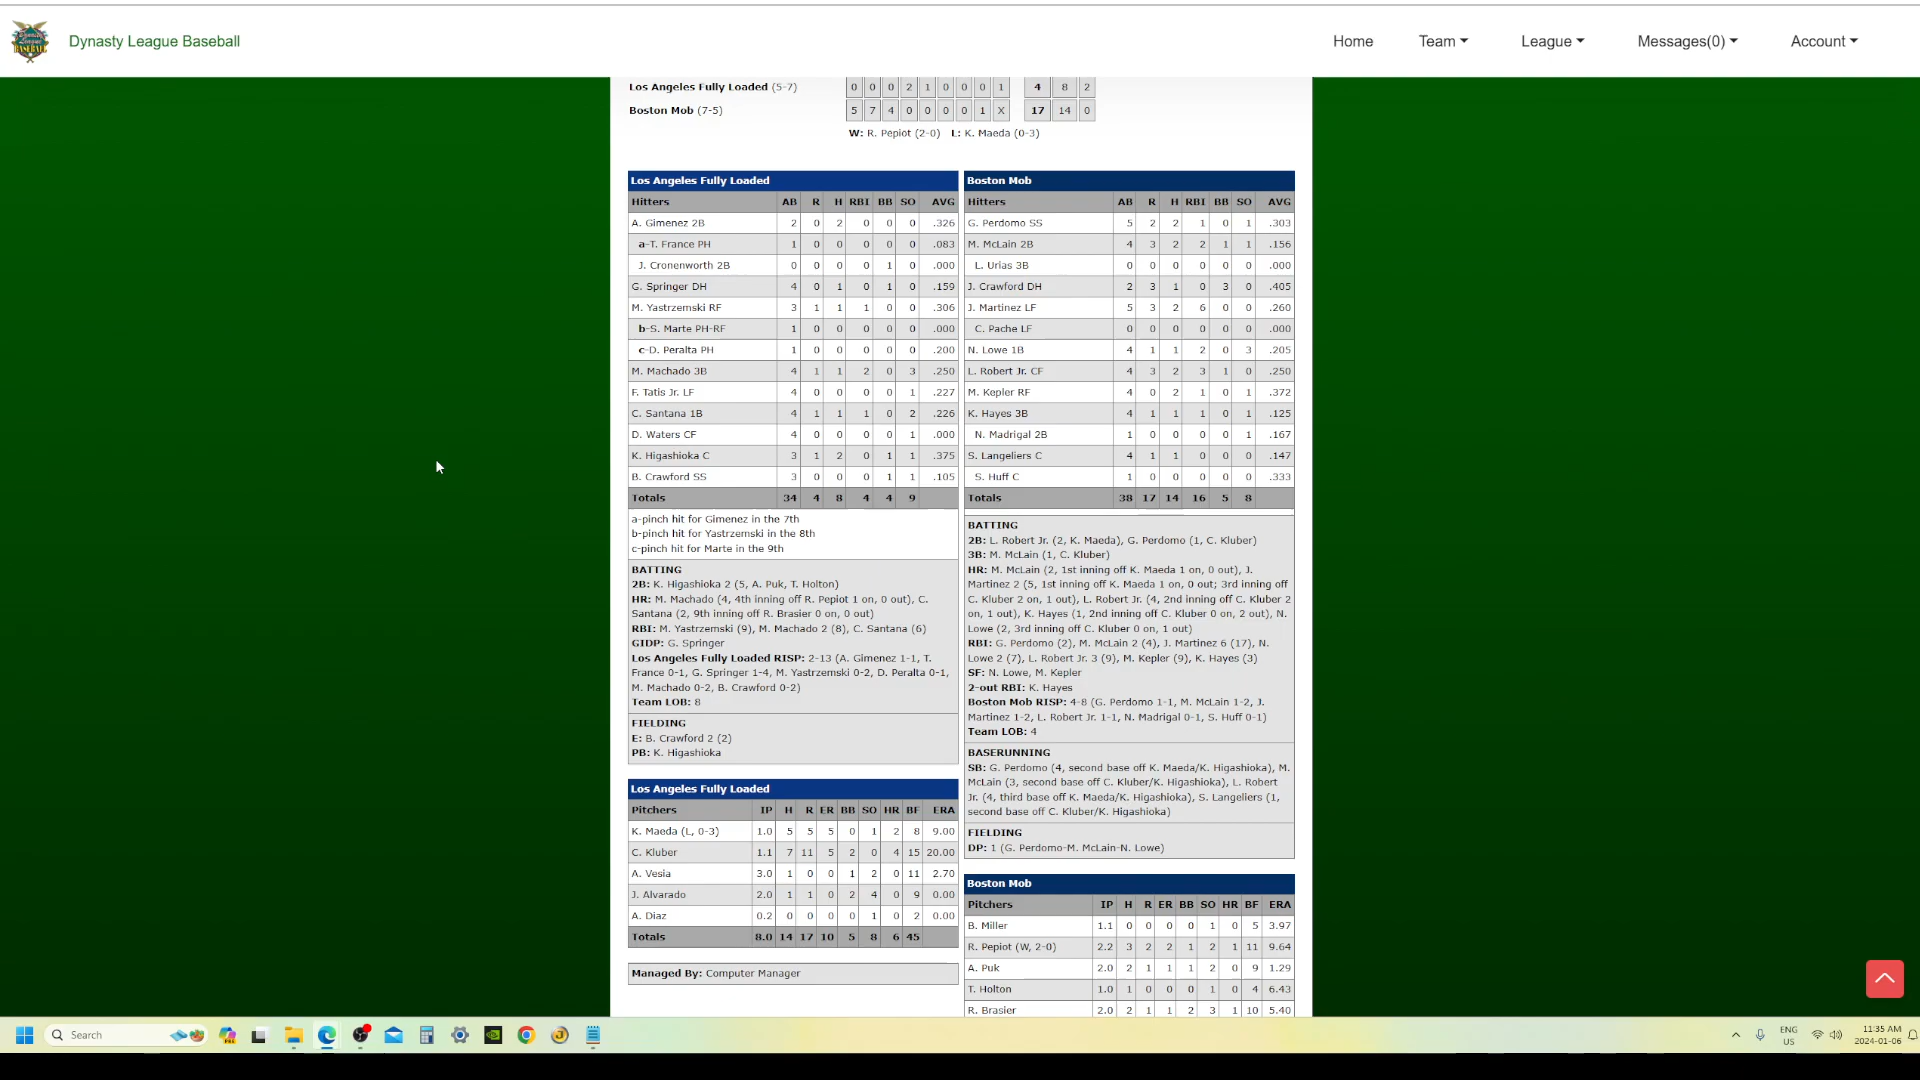 Dynasty League Baseball
Home Team League Messages(0) Account
Los Angeles Fully Loaded (5-7) 0 0 0 2 1 0 0 0 1 4 8 2
Boston Mob (7-5) 5 7 4 0 0 0 0 1 X 17 14 0
W: R. Pepiot (2-0) L: K. Maeda (0-3)
Los Angeles Fully Loaded
Hitters AB R H RBI BB SO AVG
A. Gimenez 2B 2 0 2 0 0 0 .326
a-T. France PH 1 0 0 0 0 0 .083
J. Cronenworth 2B 0 0 0 0 1 0 .000
G. Springer DH 4 0 1 0 1 0 .159
M. Yastrzemski RF 3 1 1 1 0 0 .306
b-S. Marte PH-RF 1 0 0 0 0 0 .000
c-D. Peralta PH 1 0 0 0 0 0 .200
M. Machado 3B 4 1 1 2 0 3 .250
F. Tatis Jr. LF 4 0 0 0 0 1 .227
C. Santana 1B 4 1 1 1 0 2 .226
D. Waters CF 4 0 0 0 0 1 .000
K. Higashioka C 3 1 2 0 1 1 .375
B. Crawford SS 3 0 0 0 1 1 .105
Totals 34 4 8 4 4 9
a-pinch hit for Gimenez in the 7th
b-pinch hit for Yastrzemski in the 8th
c-pinch hit for Marte in the 9th
BATTING
2B: K. Higashioka 2 (5, A. Puk, T. Holton)
HR: M. Machado (4, 4th inning off R. Pepiot 1 on, 0 out), C.
Santana (2, 9th inning off R. Brasier 0 on, 0 out)
RBI: M. Yastrzemski (9), M. Machado 2 (8), C. Santana (6)
GIDP: G. Springer
Los Angeles Fully Loaded RISP: 2-13 (A. Gimenez 1-1, T.
France 0-1, G. Springer 1-4, M. Yastrzemski 0-2, D. Peralta 0-1,
M. Machado 0-2, B. Crawford 0-2)
Team LOB: 8
FIELDING
E: B. Crawford 2 (2)
PB: K. Higashioka
Los Angeles Fully Loaded
Pitchers IP H R ER BB SO HR BF ERA
K. Maeda (L, 0-3) 1.0 5 5 5 0 1 2 8 9.00
C. Kluber 1.1 7 11 5 2 0 4 15 20.00
A. Vesia 3.0 1 0 0 1 2 0 11 2.70
J. Alvarado 2.0 1 1 0 2 4 0 9 0.00
A. Diaz 0.2 0 0 0 0 1 0 2 0.00
Totals 8.0 14 17 10 5 8 6 45
Managed By: Computer Manager
Boston Mob
Hitters AB R H RBI BB SO AVG
G. Perdomo SS 5 2 2 1 0 1 .303
M. McLain 2B 4 3 2 2 1 1 .156
L. Urias 3B 0 0 0 0 0 0 .000
J. Crawford DH 2 3 1 0 3 0 .405
J. Martinez LF 5 3 2 6 0 0 .260
C. Pache LF 0 0 0 0 0 0 .000
N. Lowe 1B 4 1 1 2 0 3 .205
L. Robert Jr. CF 4 3 2 3 1 0 .250
M. Kepler RF 4 0 2 1 0 1 .372
K. Hayes 3B 4 1 1 1 0 1 .125
N. Madrigal 2B 1 0 0 0 0 1 .167
S. Langeliers C 4 1 1 0 0 0 .147
S. Huff C 1 0 0 0 0 0 .333
Totals 38 17 14 16 5 8
BATTING
2B: L. Robert Jr. (2, K. Maeda), G. Perdomo (1, C. Kluber)
3B: M. McLain (1, C. Kluber)
HR: M. McLain (2, 1st inning off K. Maeda 1 on, 0 out), J.
Martinez 2 (5, 1st inning off K. Maeda 1 on, 0 out; 3rd inning off
C. Kluber 2 on, 1 out), L. Robert Jr. (4, 2nd inning off C. Kluber 2
on, 1 out), K. Hayes (1, 2nd inning off C. Kluber 0 on, 2 out), N.
Lowe (2, 3rd inning off C. Kluber 0 on, 1 out)
RBI: G. Perdomo (2), M. McLain 2 (4), J. Martinez 6 (17), N.
Lowe 2 (7), L. Robert Jr. 3 (9), M. Kepler (9), K. Hayes (3)
SF: N. Lowe, M. Kepler
2-out RBI: K. Hayes
Boston Mob RISP: 4-8 (G. Perdomo 1-1, M. McLain 1-2, J.
Martinez 1-2, L. Robert Jr. 1-1, N. Madrigal 0-1, S. Huff 0-1)
Team LOB: 4
BASERUNNING
SB: G. Perdomo (4, second base off K. Maeda/K. Higashioka), M.
McLain (3, second base off C. Kluber/K. Higashioka), L. Robert
Jr. (4, third base off K. Maeda/K. Higashioka), S. Langeliers (1,
second base off C. Kluber/K. Higashioka)
FIELDING
DP: 1 (G. Perdomo-M. McLain-N. Lowe)
Boston Mob
Pitchers IP H R ER BB SO HR BF ERA
B. Miller 1.1 0 0 0 0 1 0 5 3.97
R. Pepiot (W, 2-0) 2.2 3 2 2 1 2 1 11 9.64
A. Puk 2.0 2 1 1 1 2 0 9 1.29
T. Holton 1.0 1 0 0 0 1 0 4 6.43
R. Brasier 2.0 2 1 1 2 3 1 10 5.40
Search
ENG
US
11:35 AM
2024-01-06